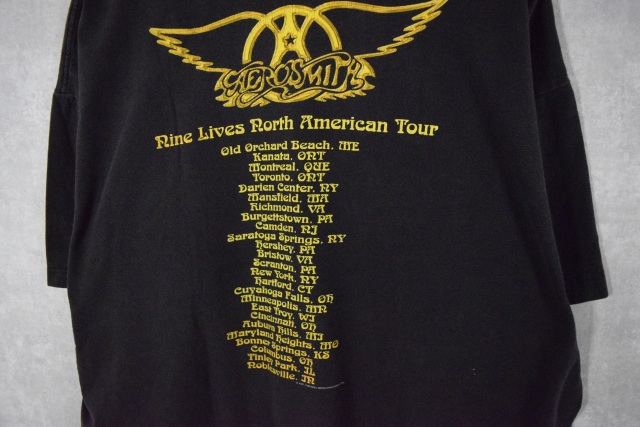 AEROSMITH
Nine Lives North American Tour
Old Orchard Beach, ME
Kanata, ONT
Montreal, QUE
Toronto, ONT
Darien Center, NY
Mansfield, MA
Richmond, VA
Burgettstown, PA
Camden, NJ
Saratoga Springs, NY
Hershey, PA
Bristow, VA
Scranton, PA
New York, NY
Hartford, CT
Cuyahoga Falls, OH
Minneapolis, MN
East Troy, WI
Cincinnati, OH
Auburn Hills, MI
Maryland Heights, MO
Bonner Springs, KS
Columbus, OH
Tinley Park, IL
Noblesville, IN